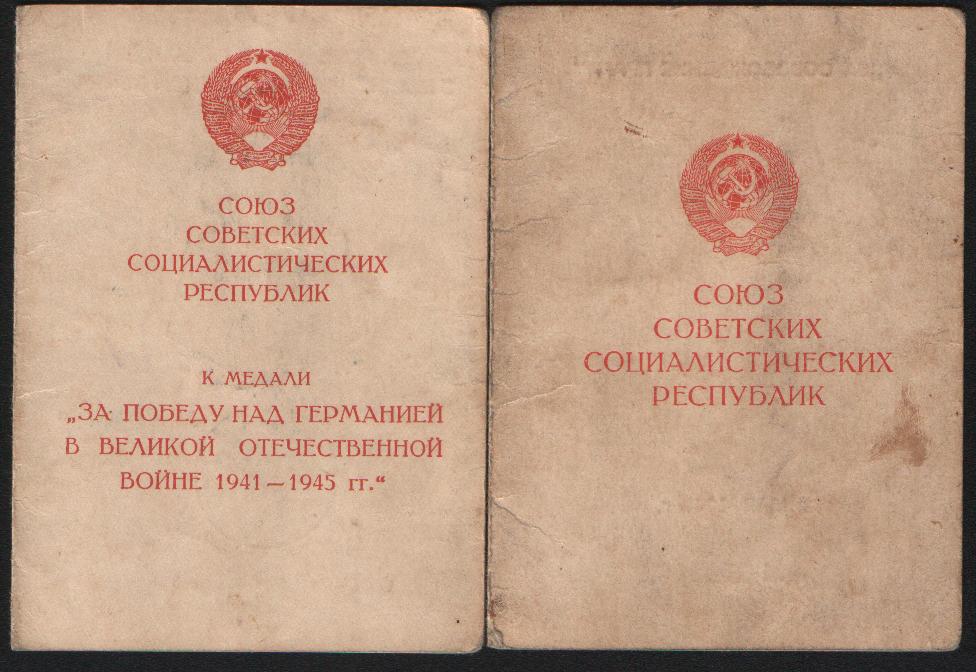 СОЮЗ
СОВЕТСКИХ
СОЦИАЛИСТИЧЕСКИХ
РЕСПУБЛИК
К МЕДАЛИ
„ЗА ПОБЕДУ НАД ГЕРМАНИЕЙ
В ВЕЛИКОЙ ОТЕЧЕСТВЕННОЙ
ВОЙНЕ 1941—1945 гг.“
СОЮЗ
СОВЕТСКИХ
СОЦИАЛИСТИЧЕСКИХ
РЕСПУБЛИК